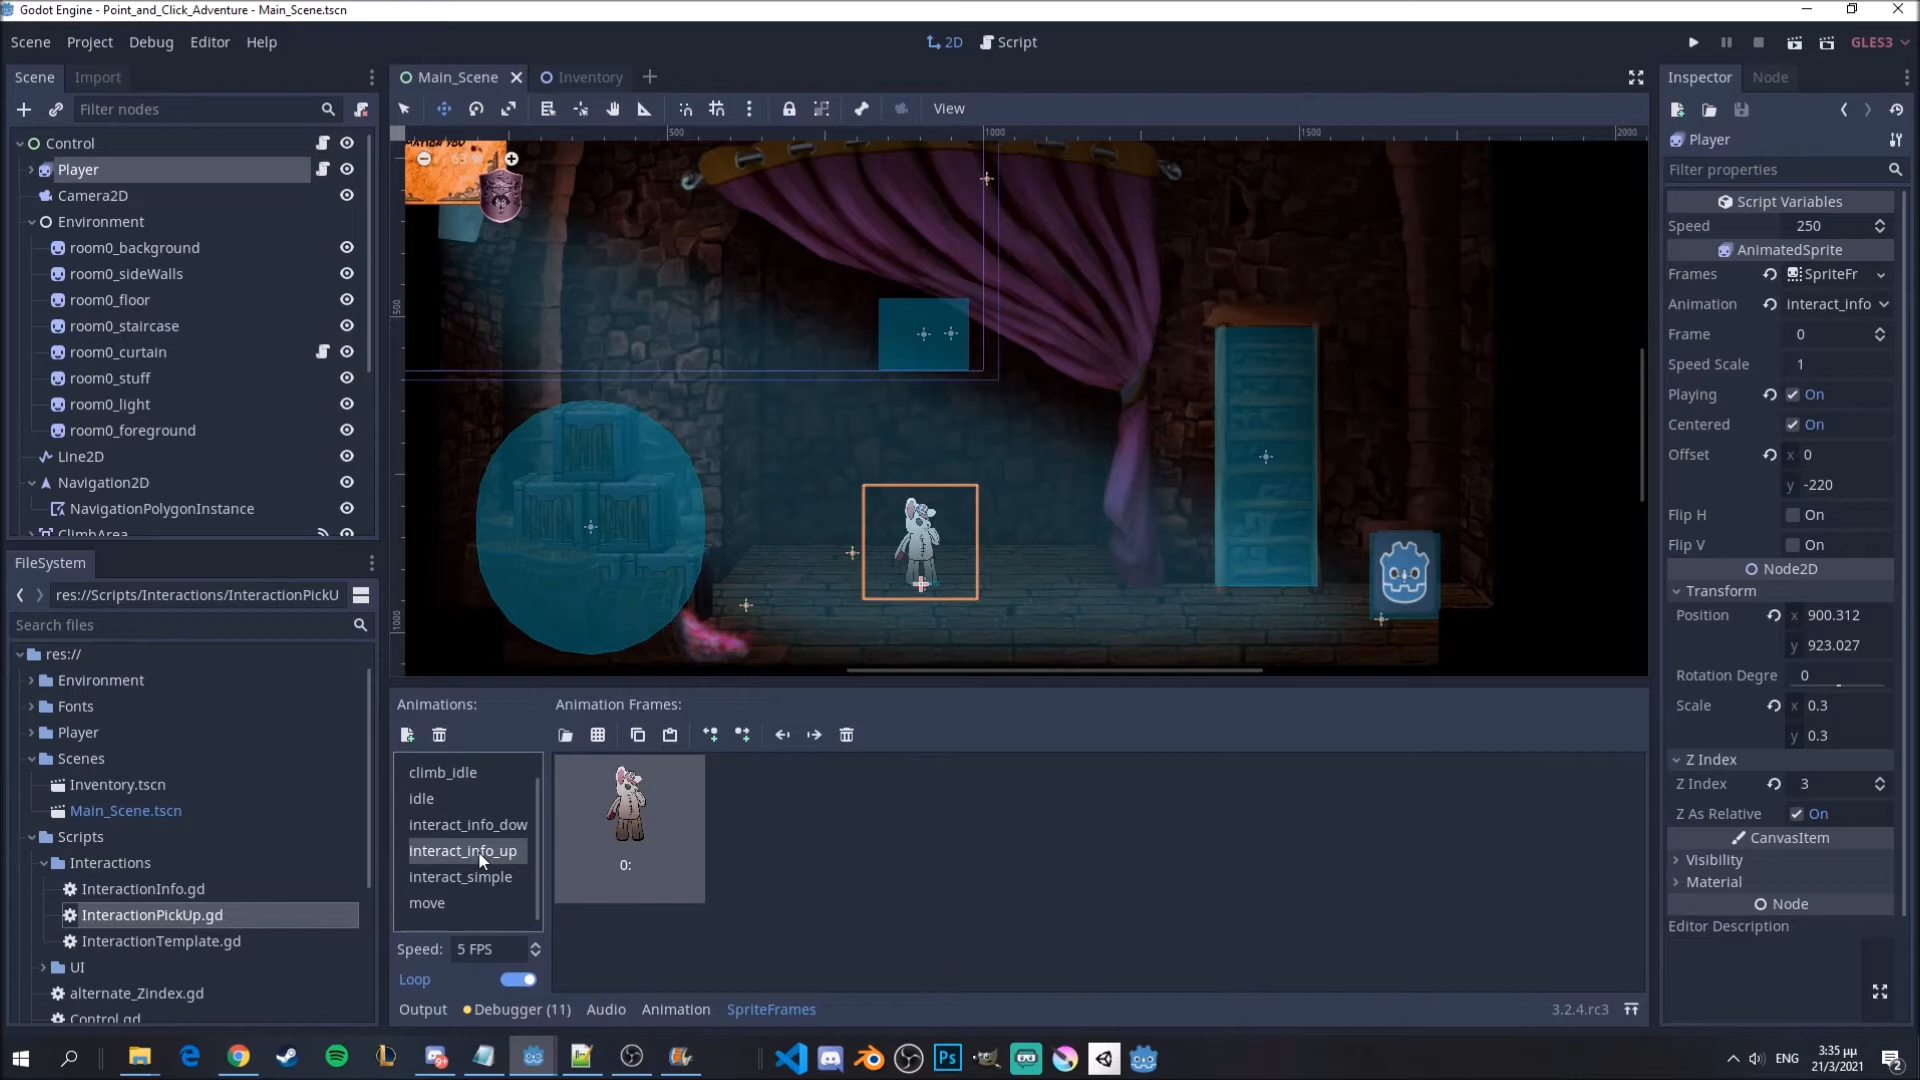 Godot Engine - Point_and_Click_Adventure - Main_Scene.tscn
Scene Project Debug Editor Help
2D Script
GLES3
Scene Import
Main_Scene Inventory
Inspector Node
Filter nodes
View
Control
Player
Camera2D
Environment
room0_background
room0_sideWalls
room0_floor
room0_staircase
room0_curtain
room0_stuff
room0_light
room0_foreground
Line2D
Navigation2D
NavigationPolygonInstance
ClimbArea
500
1000
1500
2000
500
1000
63 %
FileSystem
res://Scripts/Interactions/InteractionPickU
Search files
res://
Environment
Fonts
Player
Scenes
Inventory.tscn
Main_Scene.tscn
Scripts
Interactions
InteractionInfo.gd
InteractionPickUp.gd
InteractionTemplate.gd
UI
alternate_Zindex.gd
Control.gd
Animations:
climb_idle
idle
interact_info_dow
interact_info_up
interact_simple
move
Speed: 5 FPS
Loop
Animation Frames:
0:
Output Debugger (11) Audio Animation SpriteFrames
3.2.4.rc3
Player
Filter properties
Script Variables
Speed 250
AnimatedSprite
Frames SpriteFr
Animation interact_info
Frame 0
Speed Scale 1
Playing On
Centered On
Offset x 0
y -220
Flip H On
Flip V On
Node2D
Transform
Position x 900.312
y 923.027
Rotation Degre 0
Scale x 0.3
y 0.3
Z Index
Z Index 3
Z As Relative On
CanvasItem
Visibility
Material
Node
Editor Description
Ps
ENG
3:35 μμ
21/3/2021
2